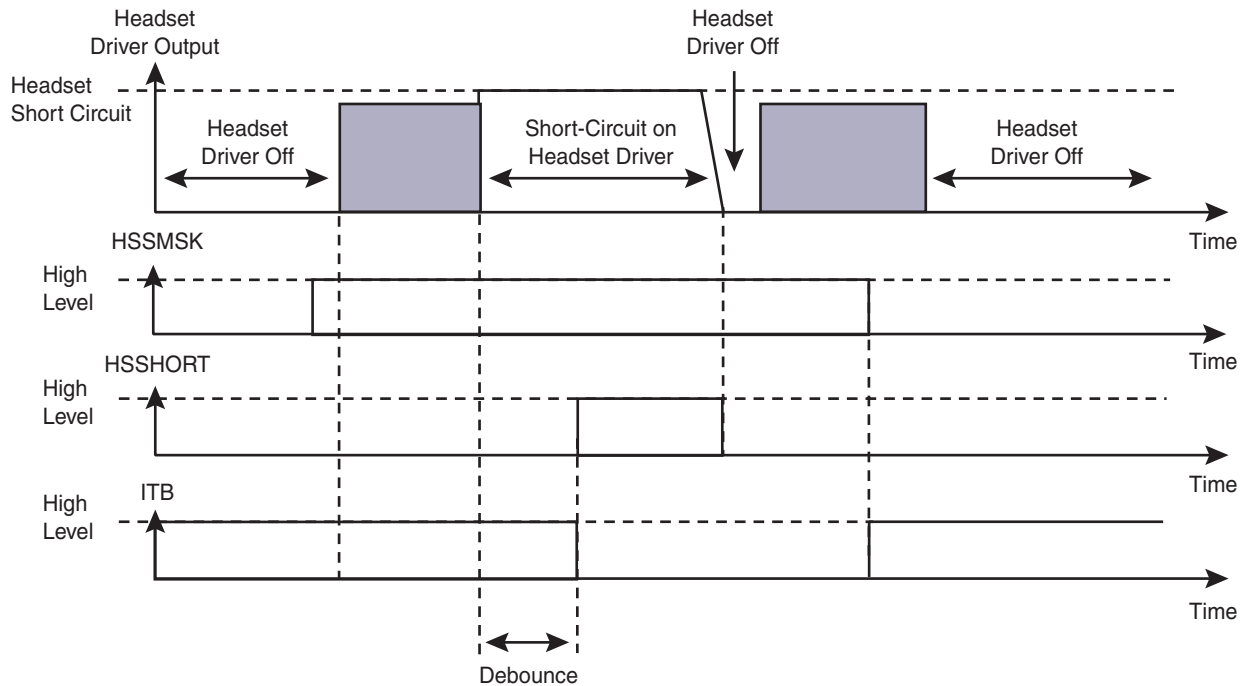 Headset
Driver Output
Headset
Driver Off
Headset
Short Circuit
Headset
Driver Off
Short-Circuit on
Headset Driver
Headset
Driver Off
Time
HSSMSK
High
Level
Time
HSSHORT
High
Level
Time
ITB
High
Level
Time
Debounce